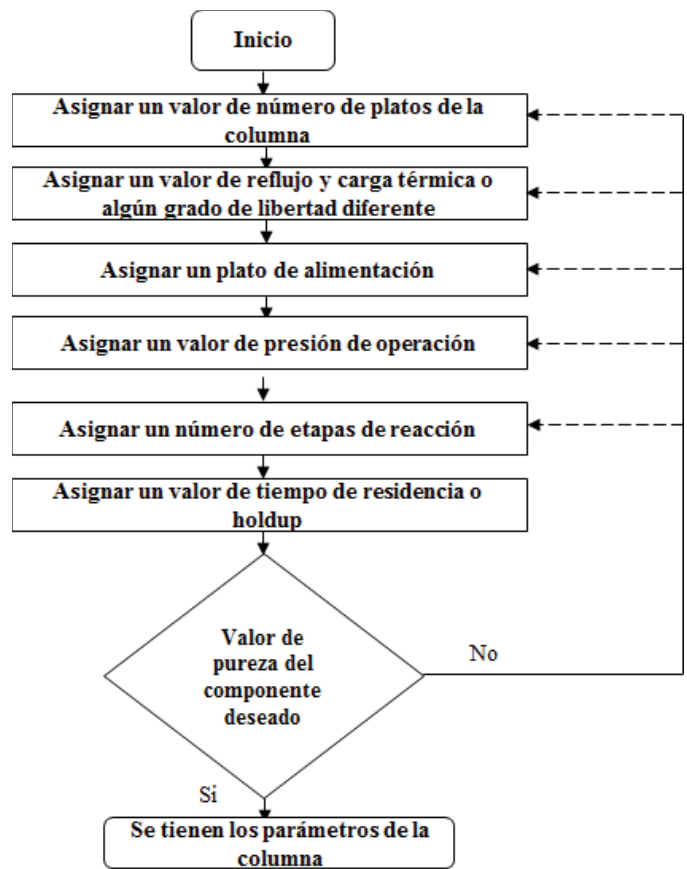 Inicio
Asignar un valor de número de platos de la
columna
Asignar un valor de reflujo y carga térmica o
algún grado de libertad diferente
Asignar un plato de alimentación
Asignar un valor de presión de operación
Asignar un número de etapas de reacción
Asignar un valor de tiempo de residencia o
holdup
Valor de
pureza del
componente
deseado
No
Si
Se tienen los parámetros de la
columna